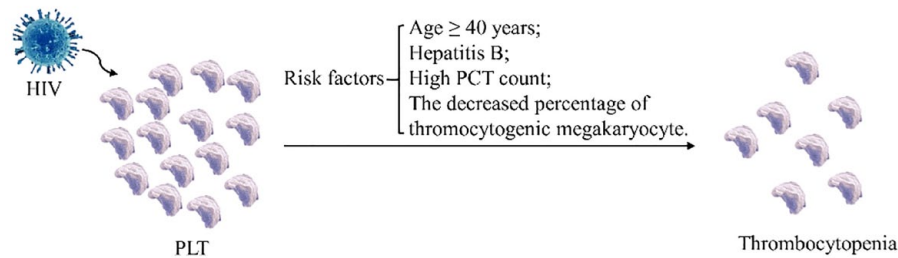 HIV
PLT
Risk factors
Age ≥ 40 years;
Hepatitis B;
High PCT count;
The decreased percentage of
thromocytogenic megakaryocyte.
Thrombocytopenia